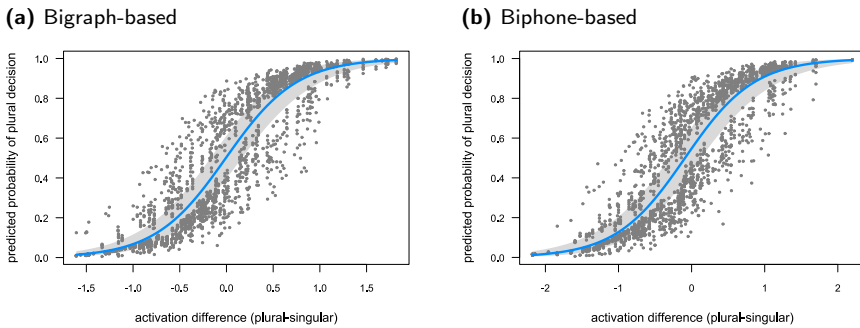 (a) Bigraph-based
predicted probability of plural decision
1.0
0.8
0.6
0.4
0.2
0.0
-1.5 -1.0 -0.5 0.0 0.5 1.0 1.5
activation difference (plural-singular)
(b) Biphone-based
predicted probability of plural decision
1.0
0.8
0.6
0.4
0.2
0.0
-2 -1 0 1 2
activation difference (plural-singular)